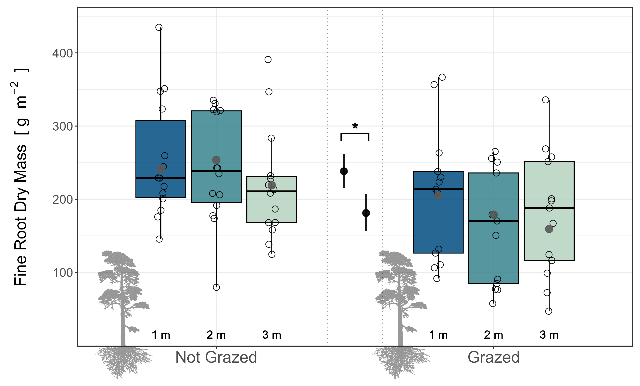 Fine Root Dry Mass [ g m⁻² ]
400
300
200
100
*
1 m 2 m 3 m 1 m 2 m 3 m
Not Grazed Grazed